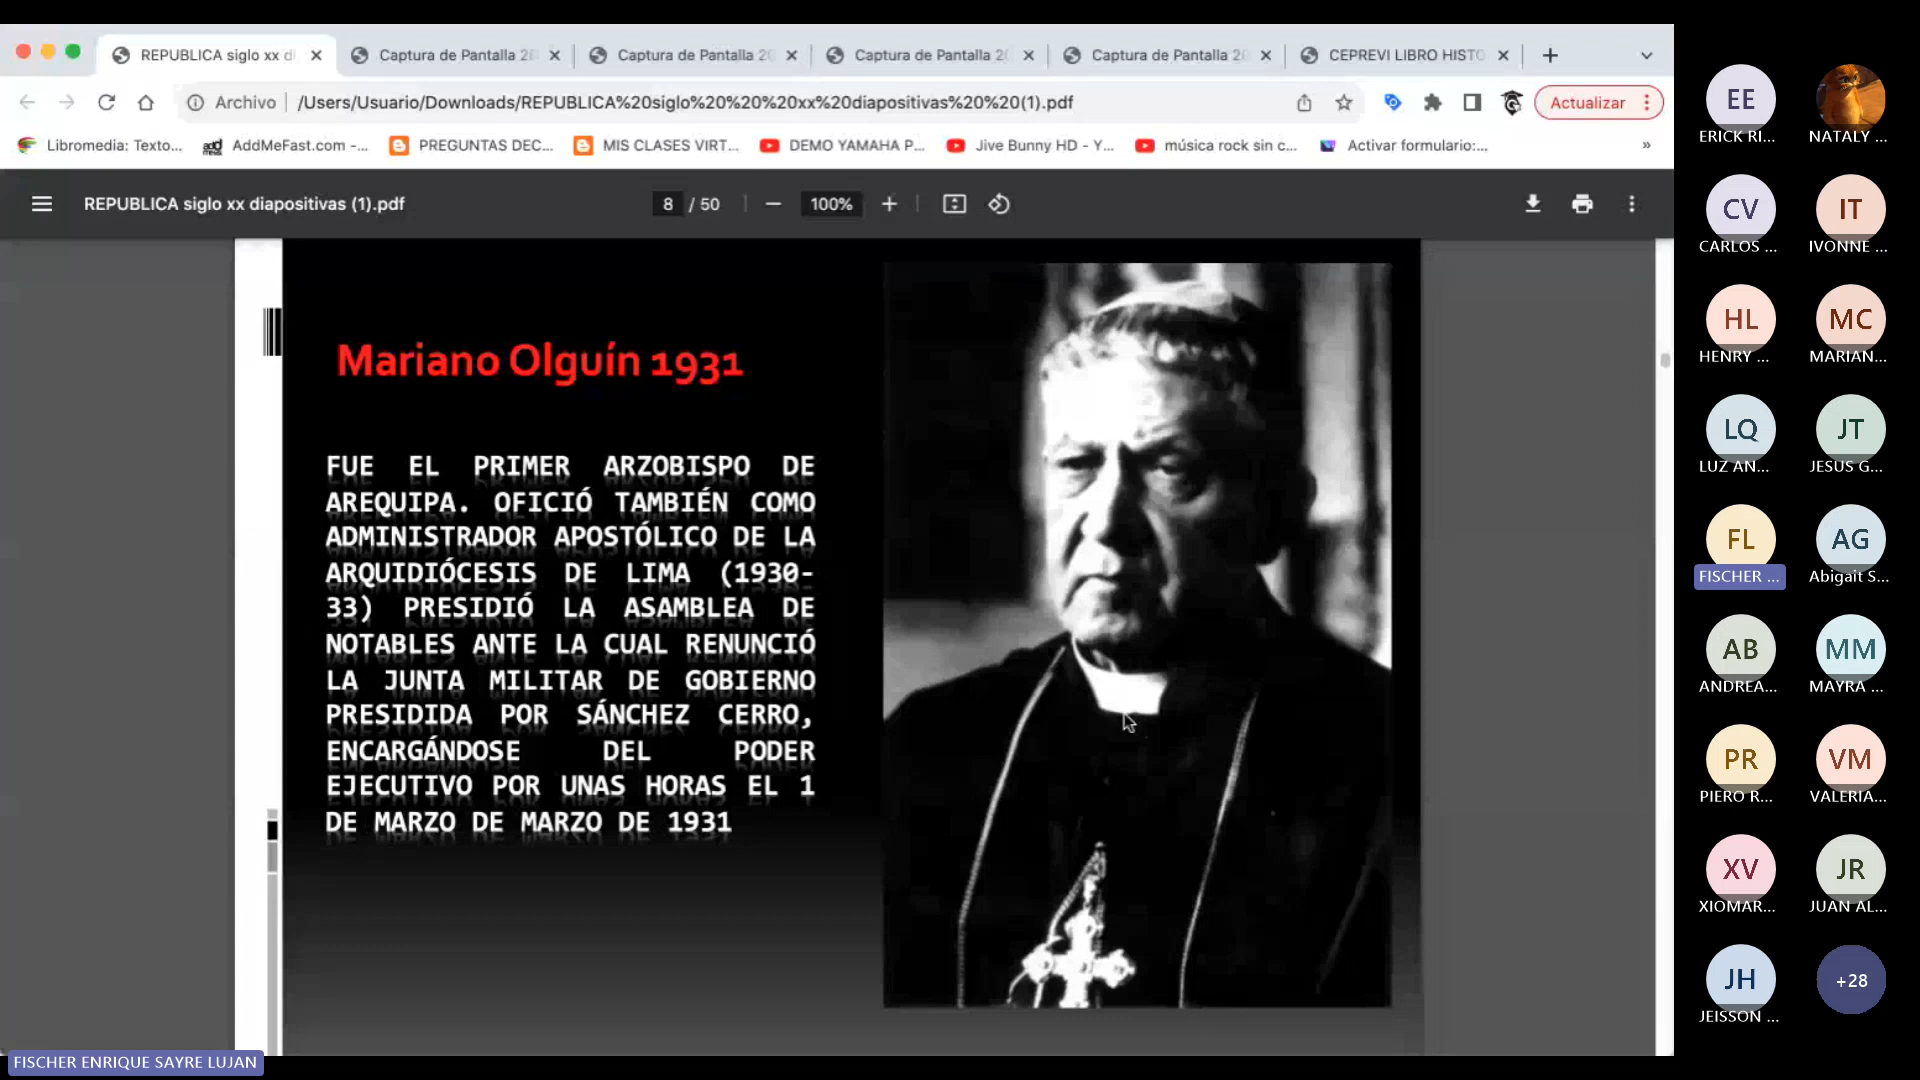 REPUBLICA siglo xx di
Captura de Pantalla 20
Captura de Pantalla 20
Captura de Pantalla 20
Captura de Pantalla 20
CEPREVI LIBRO HISTO
Archivo
/Users/Usuario/Downloads/REPUBLICA%20siglo%20%20%20xx%20diapositivas%20%20(1).pdf
Actualizar
Libromedia: Texto...
AddMeFast.com -...
PREGUNTAS DEC...
MIS CLASES VIRT...
DEMO YAMAHA P...
Jive Bunny HD - Y...
música rock sin c...
Activar formulario:...
»
REPUBLICA siglo xx diapositivas (1).pdf
8 / 50
100%
Mariano Olguín 1931
FUE EL PRIMER ARZOBISPO DE
AREQUIPA. OFICIÓ TAMBIÉN COMO
ADMINISTRADOR APOSTÓLICO DE LA
ARQUIDIÓCESIS DE LIMA (1930-
33) PRESIDIÓ LA ASAMBLEA DE
NOTABLES ANTE LA CUAL RENUNCIÓ
LA JUNTA MILITAR DE GOBIERNO
PRESIDIDA POR SÁNCHEZ CERRO,
ENCARGÁNDOSE DEL PODER
EJECUTIVO POR UNAS HORAS EL 1
DE MARZO DE MARZO DE 1931
FISCHER ENRIQUE SAYRE LUJAN
EE
ERICK RI...
NATALY ...
CV
CARLOS ...
IT
IVONNE ...
HL
HENRY ...
MC
MARIAN...
LQ
LUZ AN...
JT
JESUS G...
FL
FISCHER ...
AG
Abigait S...
AB
ANDREA...
MM
MAYRA ...
PR
PIERO R...
VM
VALERIA...
XV
XIOMAR...
JR
JUAN AL...
JH
JEISSON ...
+28